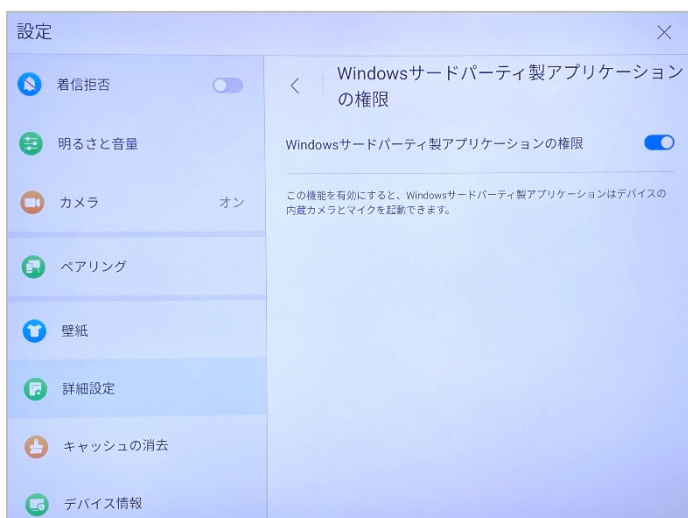 設定
着信拒否
明るさと音量
カメラ オン
ペアリング
壁紙
詳細設定
キャッシュの消去
デバイス情報
Windowsサードパーティ製アプリケーション
の権限
Windowsサードパーティ製アプリケーションの権限
この機能を有効にすると、Windowsサードパーティ製アプリケーションはデバイスの
内蔵カメラとマイクを起動できます。